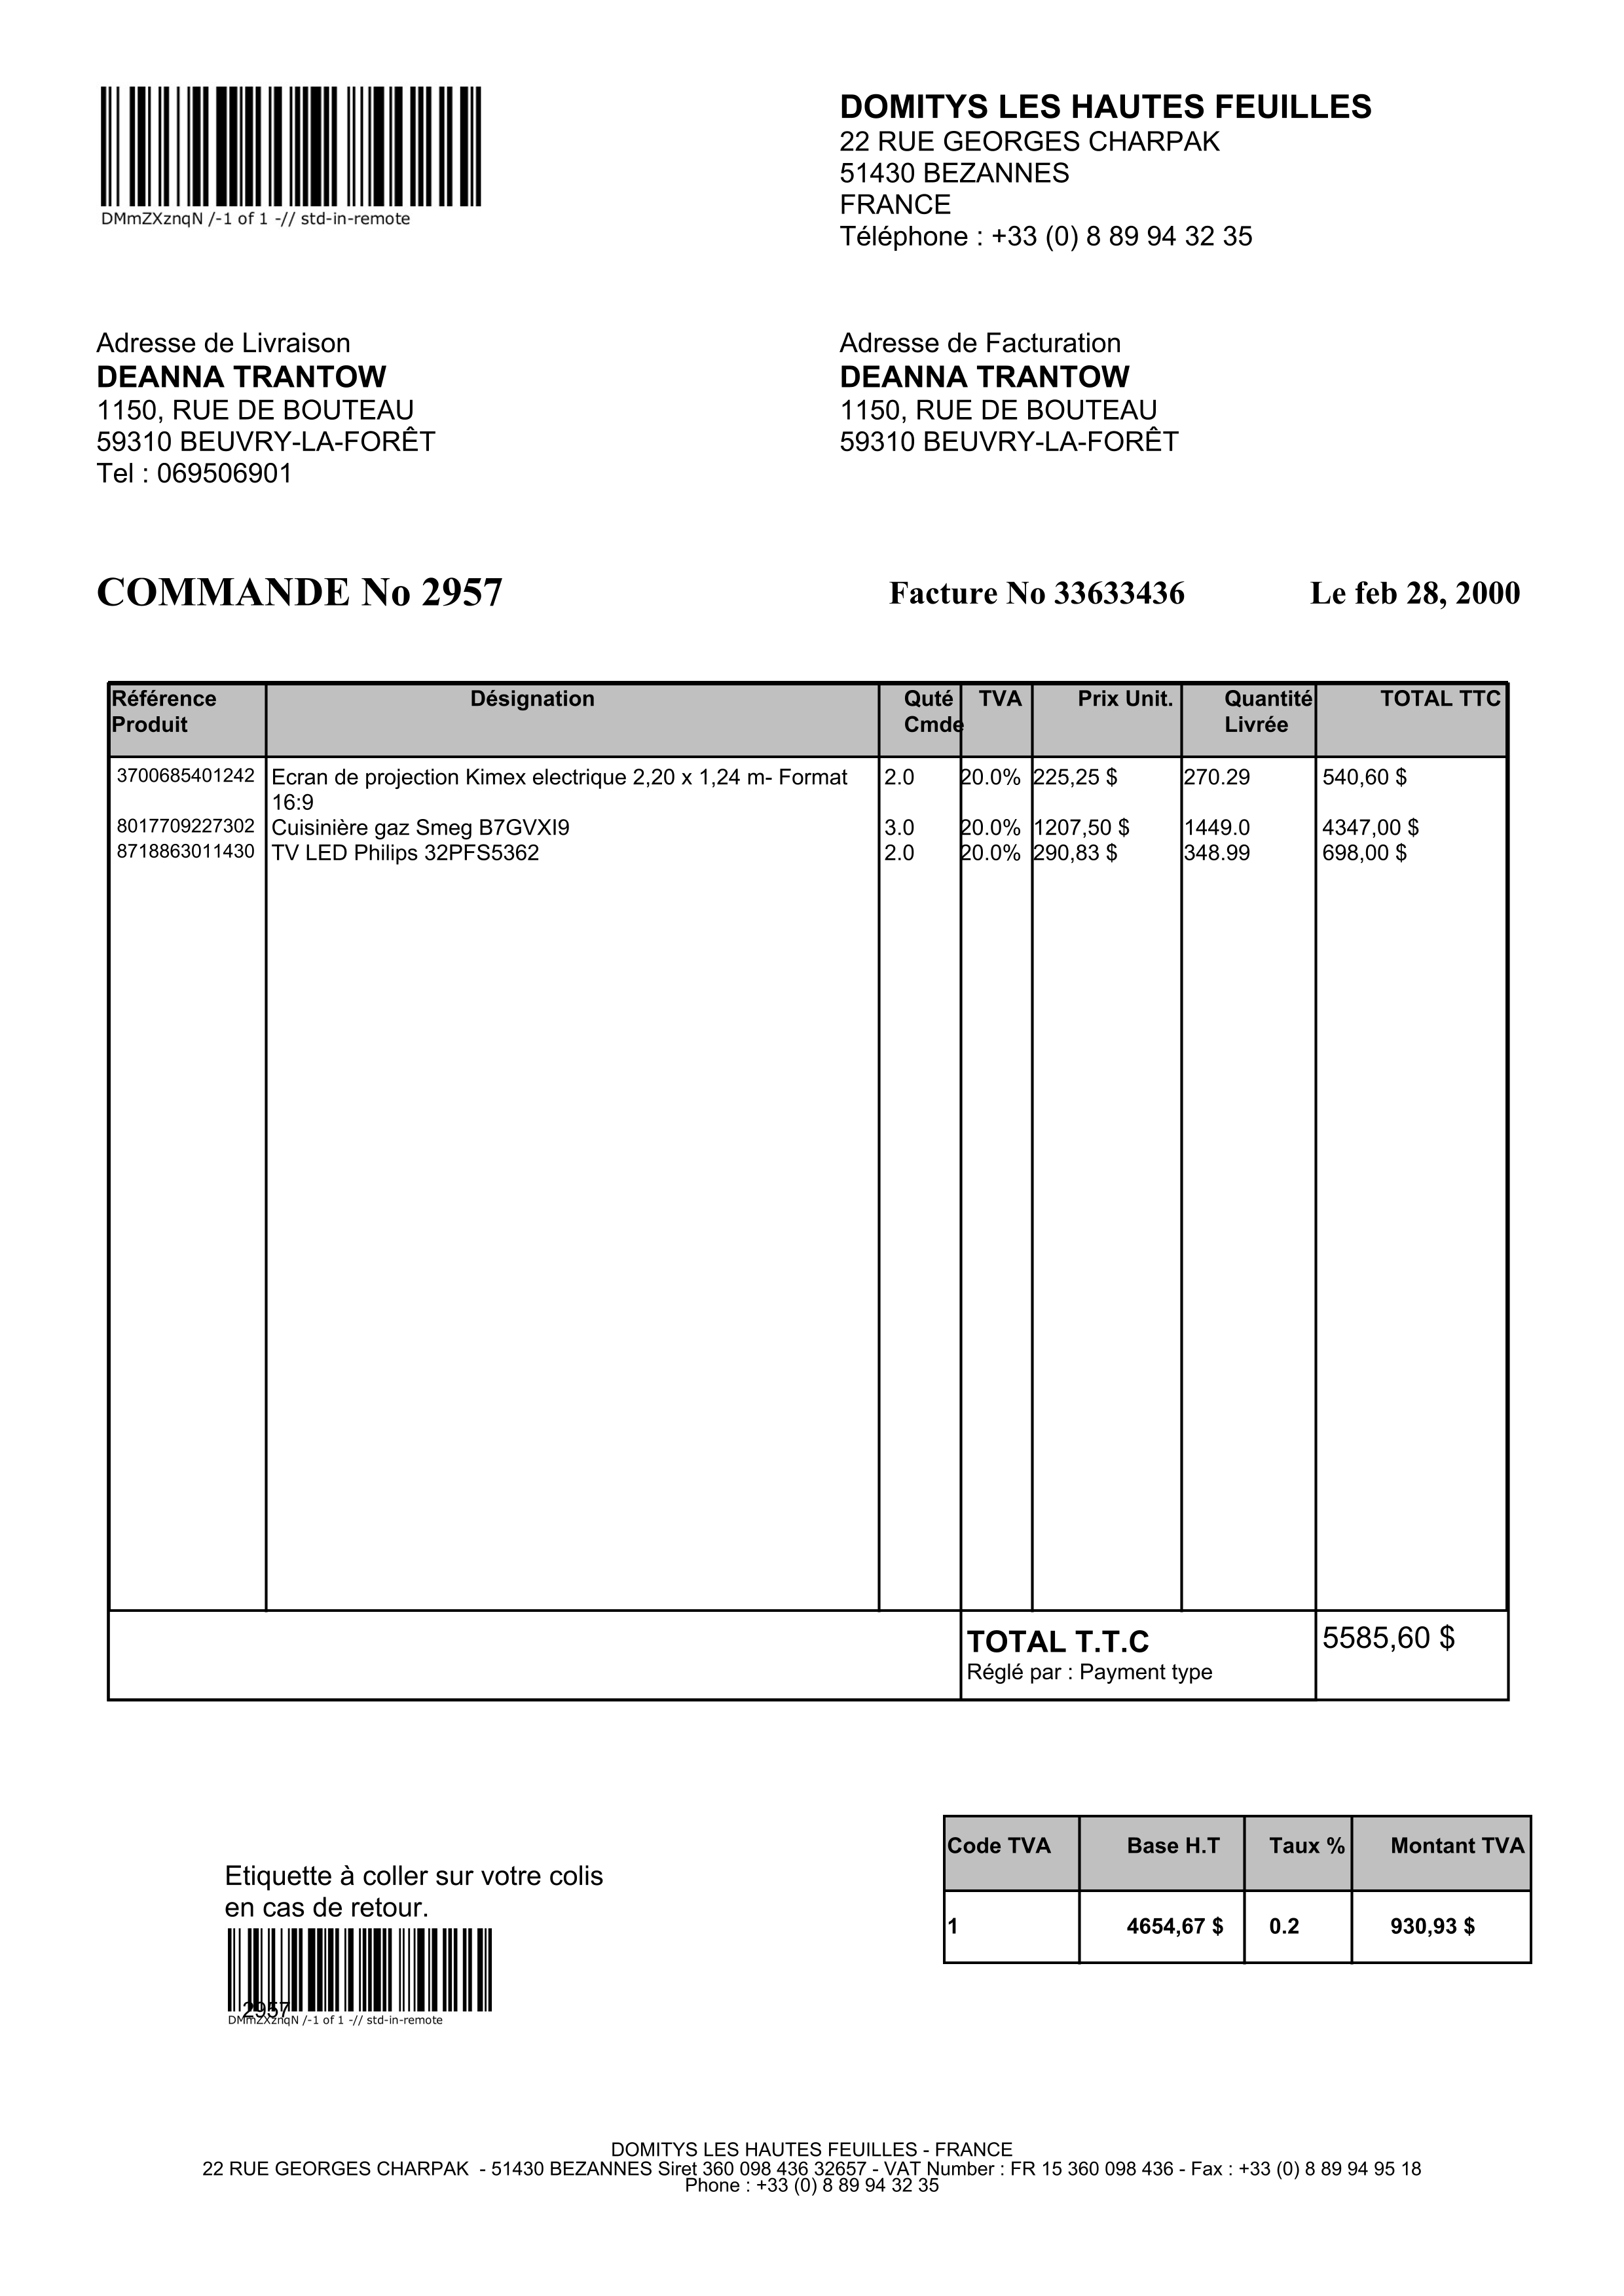 DMmZXznqN /-1 of 1 -// std-in-remote
DOMITYS LES HAUTES FEUILLES
22 RUE GEORGES CHARPAK
51430 BEZANNES
FRANCE
Téléphone : +33 (0) 8 89 94 32 35
Adresse de Livraison
DEANNA TRANTOW
1150, RUE DE BOUTEAU
59310 BEUVRY-LA-FORÊT
Tel : 069506901
Adresse de Facturation
DEANNA TRANTOW
1150, RUE DE BOUTEAU
59310 BEUVRY-LA-FORÊT
COMMANDE No 2957 Facture No 33633436 Le feb 28, 2000
Référence Désignation Quté TVA Prix Unit. Quantité TOTAL TTC
Produit Cmde Livrée
3700685401242 Ecran de projection Kimex electrique 2,20 x 1,24 m- Format 2.0 20.0% 225,25 $ 270.29 540,60 $
16:9
8017709227302 Cuisinière gaz Smeg B7GVXI9 3.0 20.0% 1207,50 $ 1449.0 4347,00 $
8718863011430 TV LED Philips 32PFS5362 2.0 20.0% 290,83 $ 348.99 698,00 $
TOTAL T.T.C 5585,60 $
Réglé par : Payment type
Code TVA Base H.T Taux % Montant TVA
1 4654,67 $ 0.2 930,93 $
Etiquette à coller sur votre colis
en cas de retour.
2957
DMmZXznqN /-1 of 1 -// std-in-remote
DOMITYS LES HAUTES FEUILLES - FRANCE
22 RUE GEORGES CHARPAK - 51430 BEZANNES Siret 360 098 436 32657 - VAT Number : FR 15 360 098 436 - Fax : +33 (0) 8 89 94 95 18
Phone : +33 (0) 8 89 94 32 35